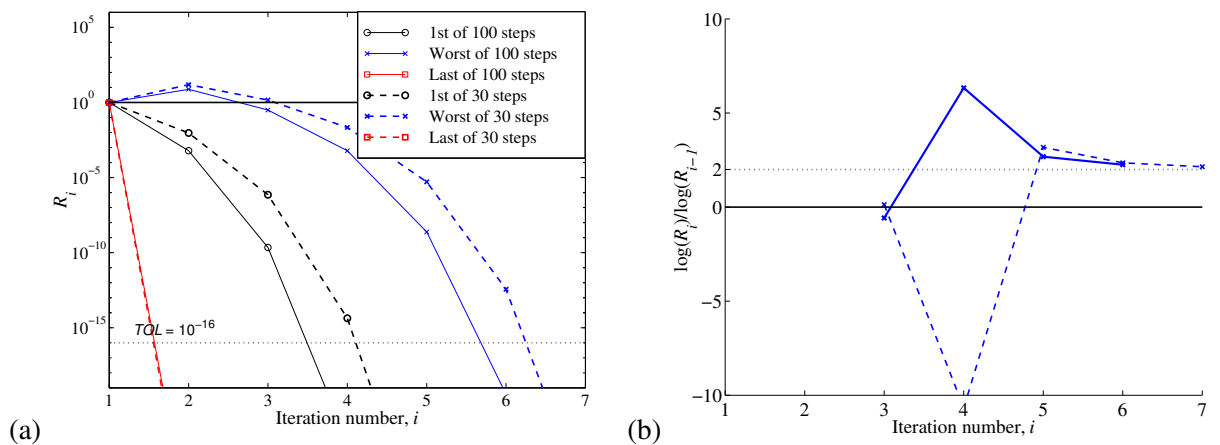 10^5
10^0
10^-5
10^-10
10^-15
R_i
1st of 100 steps
Worst of 100 steps
Last of 100 steps
1st of 30 steps
Worst of 30 steps
Last of 30 steps
TOL = 10^-16
1 2 3 4 5 6 7
Iteration number, i
(a)
10
5
2
0
−5
−10
log(R_i)/log(R_{i−1})
1 2 3 4 5 6 7
Iteration number, i
(b)